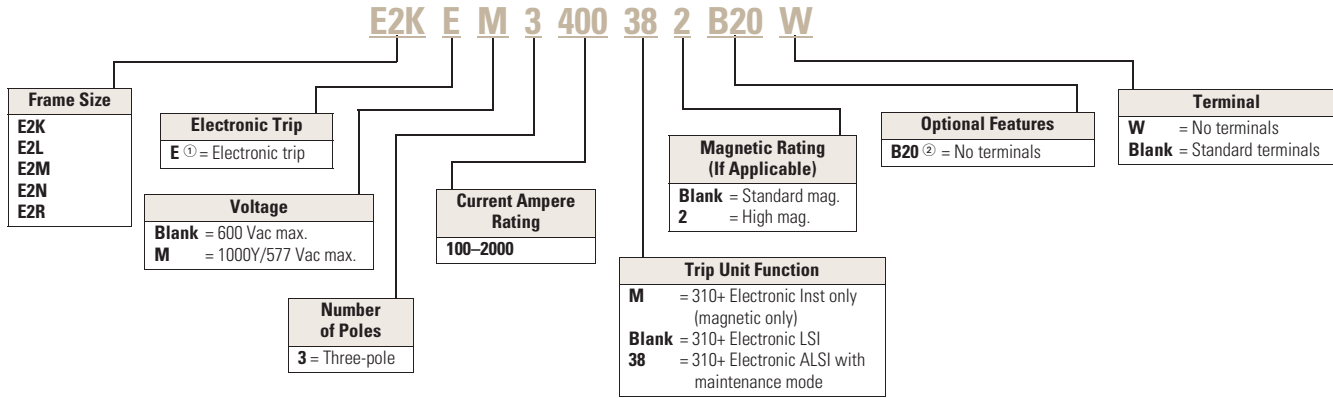 E2K E M 3 400 38 2 B20 W
Frame Size
E2K
E2L
E2M
E2N
E2R
Electronic Trip
E ① = Electronic trip
Voltage
Blank = 600 Vac max.
M = 1000Y/577 Vac max.
Number
of Poles
3 = Three-pole
Current Ampere
Rating
100–2000
Trip Unit Function
M = 310+ Electronic Inst only
(magnetic only)
Blank = 310+ Electronic LSI
38 = 310+ Electronic ALSI with
maintenance mode
Magnetic Rating
(If Applicable)
Blank = Standard mag.
2 = High mag.
Optional Features
B20 ② = No terminals
Terminal
W = No terminals
Blank = Standard terminals